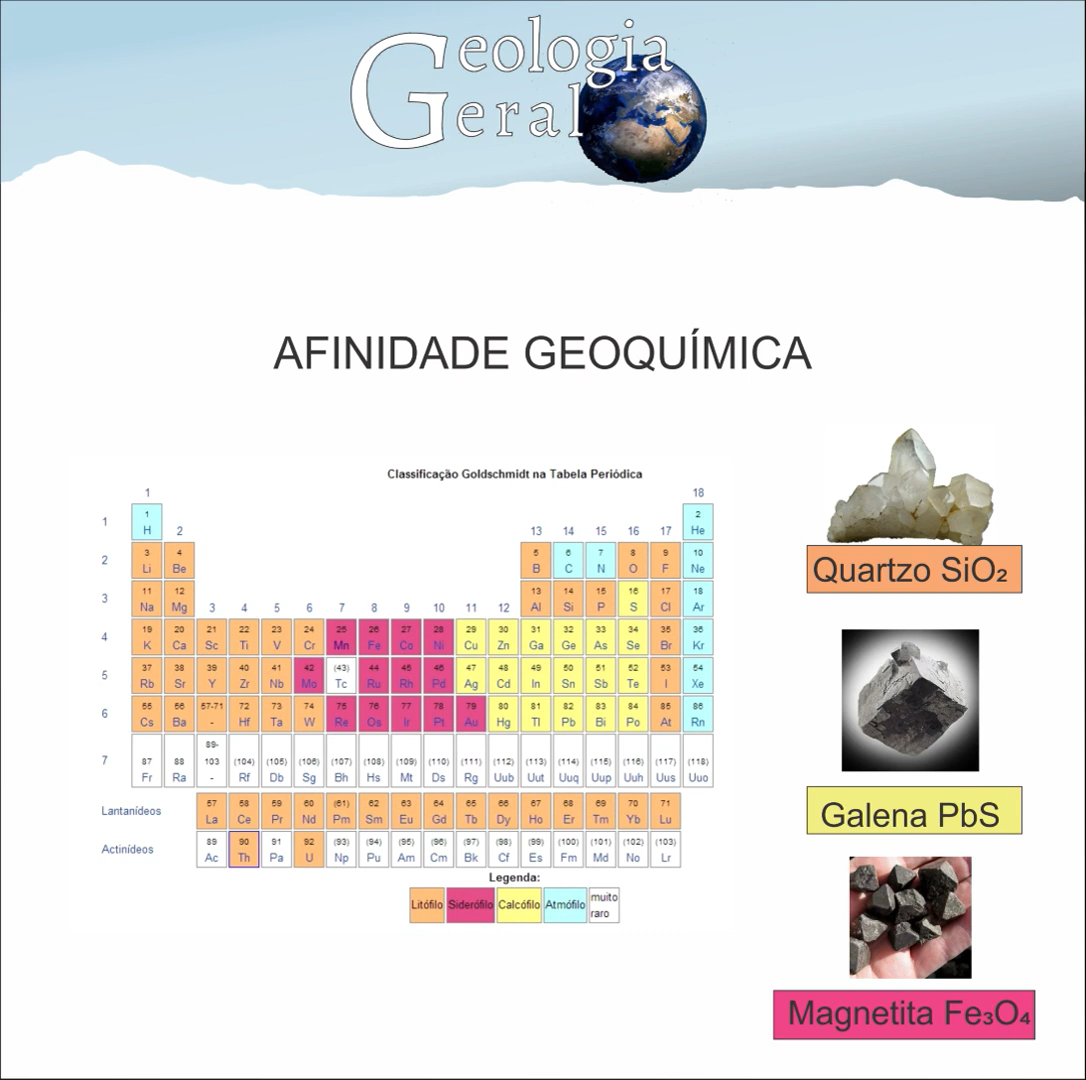 Geologia
Geral
AFINIDADE GEOQUÍMICA
Classificação Goldschmidt na Tabela Periódica
1 18
1 1 2
H 2 13 14 15 16 17 He
2 3 4 5 6 7 8 9 10
Li Be B C N O F Ne
3 11 12 13 14 15 16 17 18
Na Mg 3 4 5 6 7 8 9 10 11 12 Al Si P S Cl Ar
4 19 20 21 22 23 24 25 26 27 28 29 30 31 32 33 34 35 36
K Ca Sc Ti V Cr Mn Fe Co Ni Cu Zn Ga Ge As Se Br Kr
5 37 38 39 40 41 42 (43) 44 45 46 47 48 49 50 51 52 53 54
Rb Sr Y Zr Nb Mo Tc Ru Rh Pd Ag Cd In Sn Sb Te I Xe
6 55 56 57-71 72 73 74 75 76 77 78 79 80 81 82 83 84 85 86
Cs Ba - Hf Ta W Re Os Ir Pt Au Hg Tl Pb Bi Po At Rn
89-
7 87 88 103 (104) (105) (106) (107) (108) (109) (110) (111) (112) (113) (114) (115) (116) (117) (118)
Fr Ra - Rf Db Sg Bh Hs Mt Ds Rg Uub Uut Uuq Uup Uuh Uus Uuo
Lantanídeos 57 58 59 60 (61) 62 63 64 65 66 67 68 69 70 71
La Ce Pr Nd Pm Sm Eu Gd Tb Dy Ho Er Tm Yb Lu
Actinídeos 89 90 91 92 (93) (94) (95) (96) (97) (98) (99) (100) (101) (102) (103)
Ac Th Pa U Np Pu Am Cm Bk Cf Es Fm Md No Lr
Legenda:
Litófilo Siderófilo Calcófilo Atmófilo muito
raro
Quartzo SiO₂
Galena PbS
Magnetita Fe₃O₄